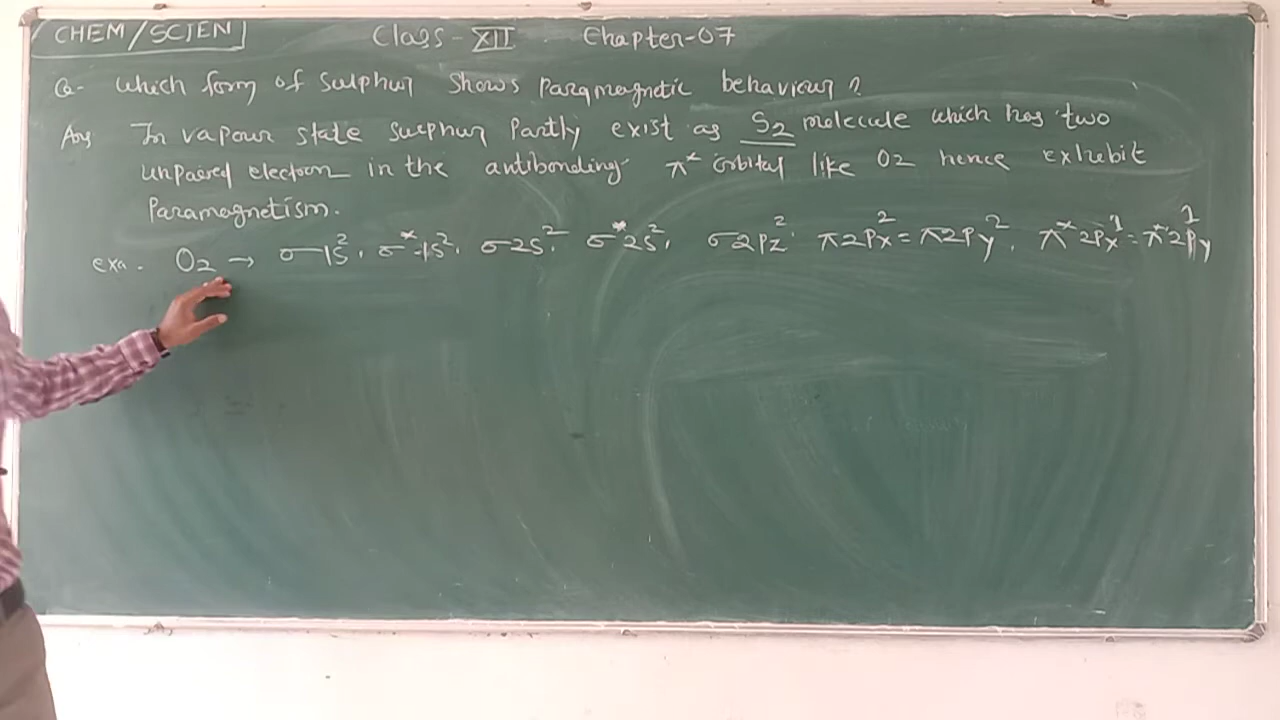 CHEM/SCIEN
Class-XII . Chapter-07
Q- Which form of Sulphur Shows Paramagnetic behaviour?
Ans In vapour state Sulphur Partly exist as S2 molecule which has two
unpaired electron in the antibonding π* orbital like O2 hence exhibit
Paramagnetism.
exa. O2 → σ1s², σ*1s², σ2s², σ*2s², σ2pz², π2px² = π2py², π*2px¹ = π*2py¹